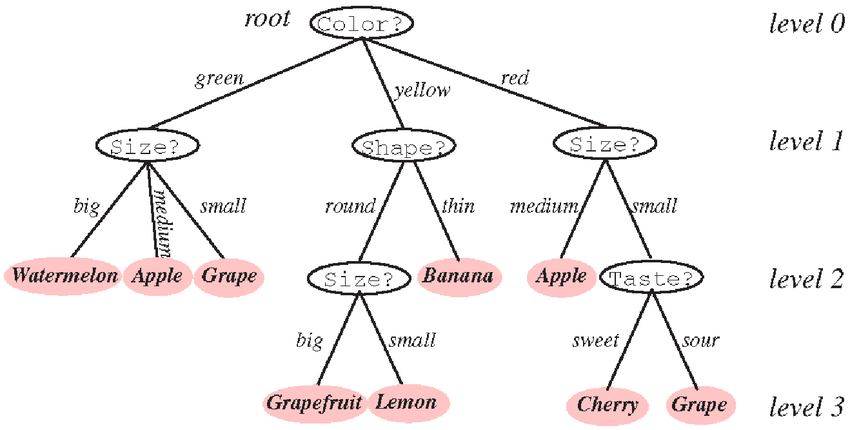 root Color? level 0
green yellow red
Size? Shape? Size? level 1
big medium small round thin medium small
Watermelon Apple Grape Size? Banana Apple Taste? level 2
big small sweet sour
Grapefruit Lemon Cherry Grape level 3